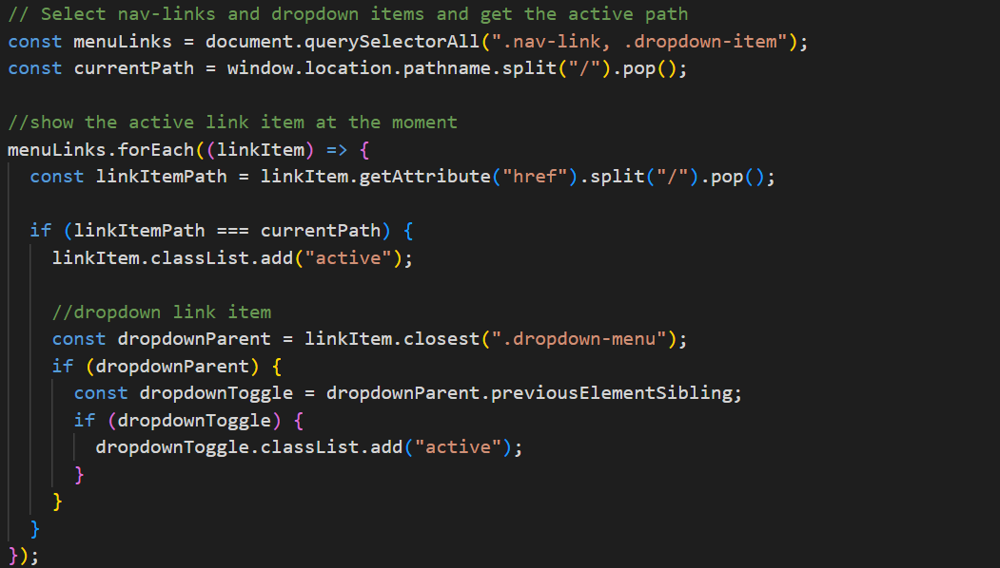 // Select nav-links and dropdown items and get the active path
const menuLinks = document.querySelectorAll(".nav-link, .dropdown-item");
const currentPath = window.location.pathname.split("/").pop();

//show the active link item at the moment
menuLinks.forEach((linkItem) => {
  const linkItemPath = linkItem.getAttribute("href").split("/").pop();

  if (linkItemPath === currentPath) {
    linkItem.classList.add("active");

    //dropdown link item
    const dropdownParent = linkItem.closest(".dropdown-menu");
    if (dropdownParent) {
      const dropdownToggle = dropdownParent.previousElementSibling;
      if (dropdownToggle) {
        dropdownToggle.classList.add("active");
      }
    }
  }
});